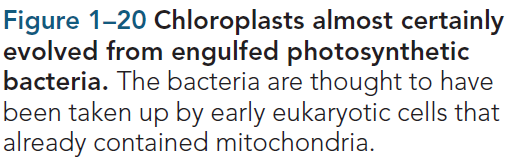 Figure 1–20 Chloroplasts almost certainly
evolved from engulfed photosynthetic
bacteria. The bacteria are thought to have
been taken up by early eukaryotic cells that
already contained mitochondria.